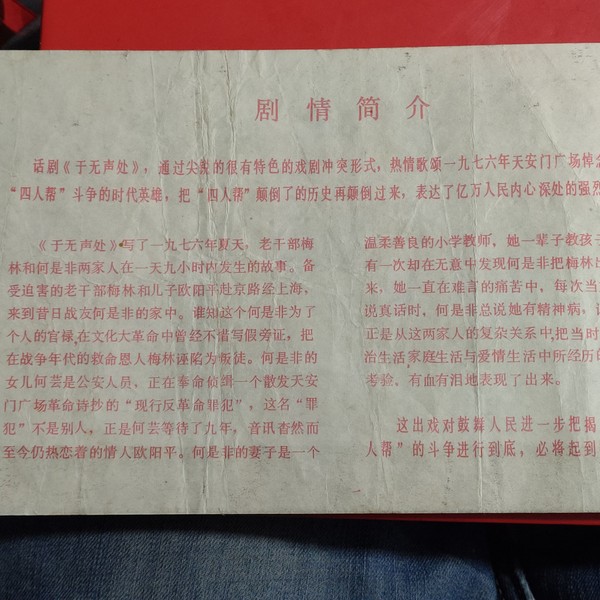 剧情简介
话剧《于无声处》，通过尖锐的很有特色的戏剧冲突形式，热情歌颂一九七六年天安门广场悼念
“四人帮”斗争的时代英雄，把“四人帮”颠倒了的历史再颠倒过来，表达了亿万人民内心深处的强烈
《于无声处》写了一九七六年夏天，老干部梅
林和何是非两家人在一天九小时内发生的故事。备
受迫害的老干部梅林和儿子欧阳平赴京路经上海，
来到昔日战友何是非的家中。谁知这个何是非为了
个人的官禄，在文化大革命中曾经不惜写假旁证，把
在战争年代的救命恩人梅林诬陷为叛徒。何是非的
女儿何芸是公安人员，正在奉命侦缉一个散发天安
门广场革命诗抄的“现行反革命罪犯”，这名“罪
犯”不是别人，正是何芸等待了九年，音讯杳然而
至今仍热恋着的情人欧阳平。何是非的妻子是一个
温柔善良的小学教师，她一辈子教孩子
有一次却在无意中发现何是非把梅林出
来，她一直在难言的痛苦中，每次当
说真话时，何是非总说她有精神病，让
正是从这两家人的复杂关系中，把当时
治生活家庭生活与爱情生活中所经历的
考验，有血有泪地表现了出来。
这出戏对鼓舞人民进一步把揭
人帮”的斗争进行到底，必将起到